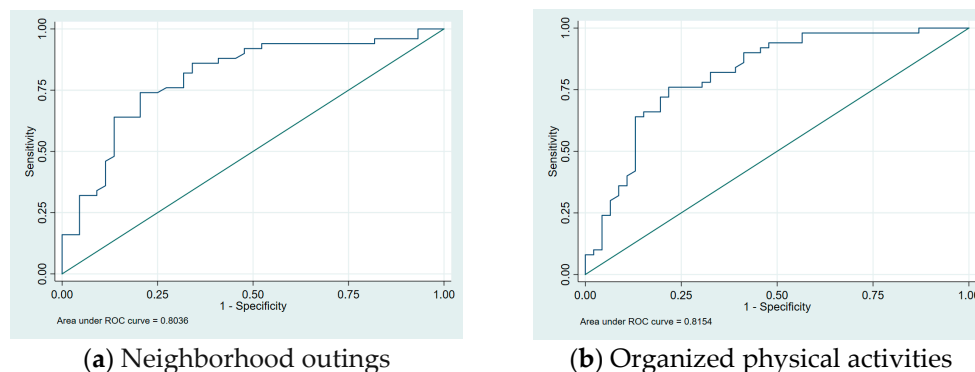 1.00
0.75
Sensitivity
0.50
0.25
0.00
0.00 0.25 0.50 0.75 1.00
1 - Specificity
Area under ROC curve = 0.8036
(a) Neighborhood outings
1.00
0.75
Sensitivity
0.50
0.25
0.00
0.00 0.25 0.50 0.75 1.00
1 - Specificity
Area under ROC curve = 0.8154
(b) Organized physical activities